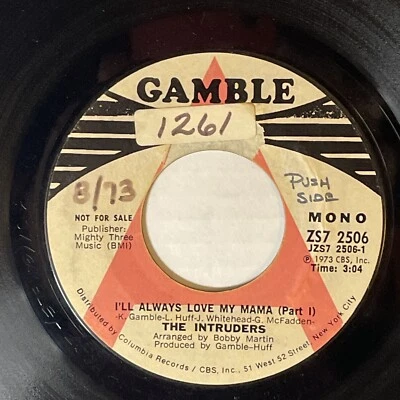 GAMBLE
1261
8/73
PUSH
SIDE
NOT FOR SALE
Publisher:
Mighty Three
Music (BMI)
MONO
ZS7 2506
JZS7 2506-1
℗ 1973 CBS, Inc.
Time: 3:04
I'LL ALWAYS LOVE MY MAMA (Part I)
-K. Gamble-L. Huff-J. Whitehead-G. McFadden-
THE INTRUDERS
Arranged by Bobby Martin
Produced by Gamble-Huff
Distributed by Columbia Records / CBS, Inc., 51 West 52 Street, New York City